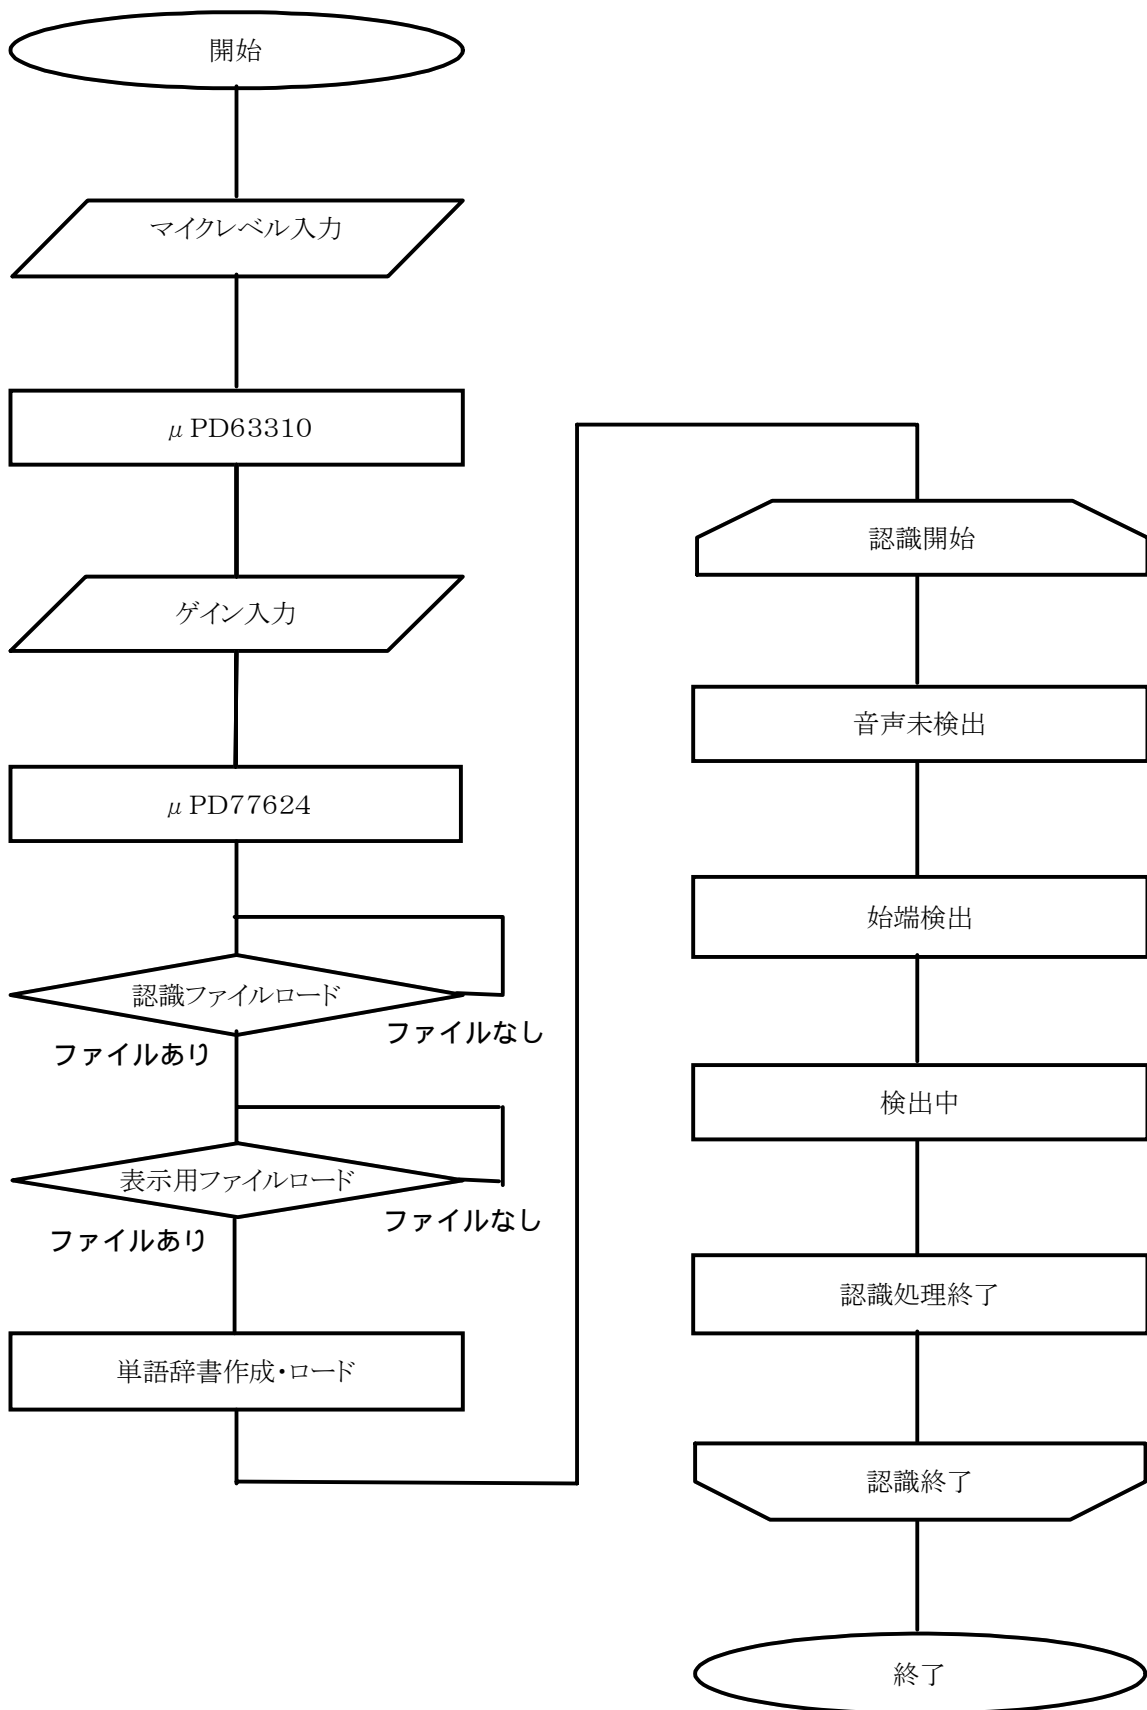 開始
マイクレベル入力
μPD63310
ゲイン入力
μPD77624
認識ファイルロード
ファイルなし
ファイルあり
表示用ファイルロード
ファイルなし
ファイルあり
単語辞書作成・ロード
認識開始
音声未検出
始端検出
検出中
認識処理終了
認識終了
終了